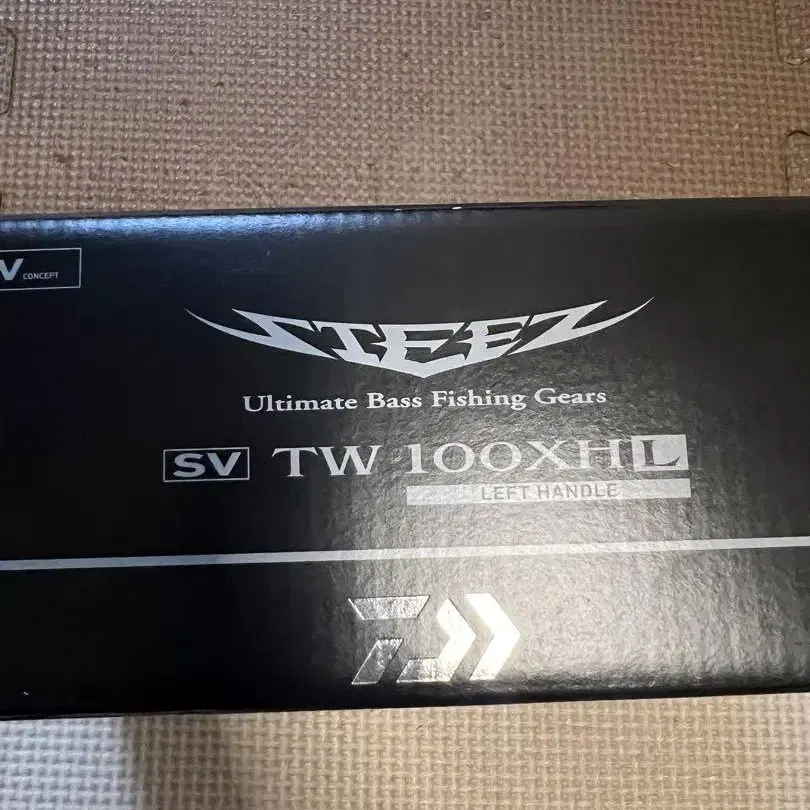 V CONCEPT
STEEZ
Ultimate Bass Fishing Gears
SV TW 100XHL
LEFT HANDLE